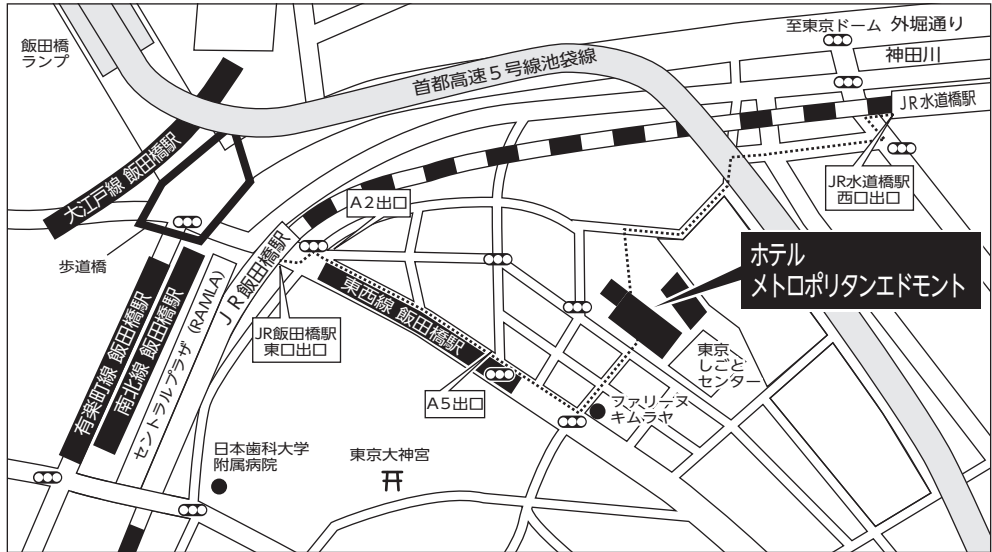 至東京ドーム
外堀通り
飯田橋
ランプ
神田川
首都高速5号線池袋線
JR水道橋駅
大江戸線 飯田橋駅
A2出口
JR水道橋駅
西口出口
歩道橋
JR飯田橋駅
ホテル
メトロポリタンエドモント
東西線 飯田橋駅
JR飯田橋駅
東口出口
有楽町線 飯田橋駅
南北線 飯田橋駅
セントラルプラザ (RAMLA)
東京
しごと
センター
A5出口
ファリーヌ
キムラヤ
日本歯科大学
附属病院
東京大神宮